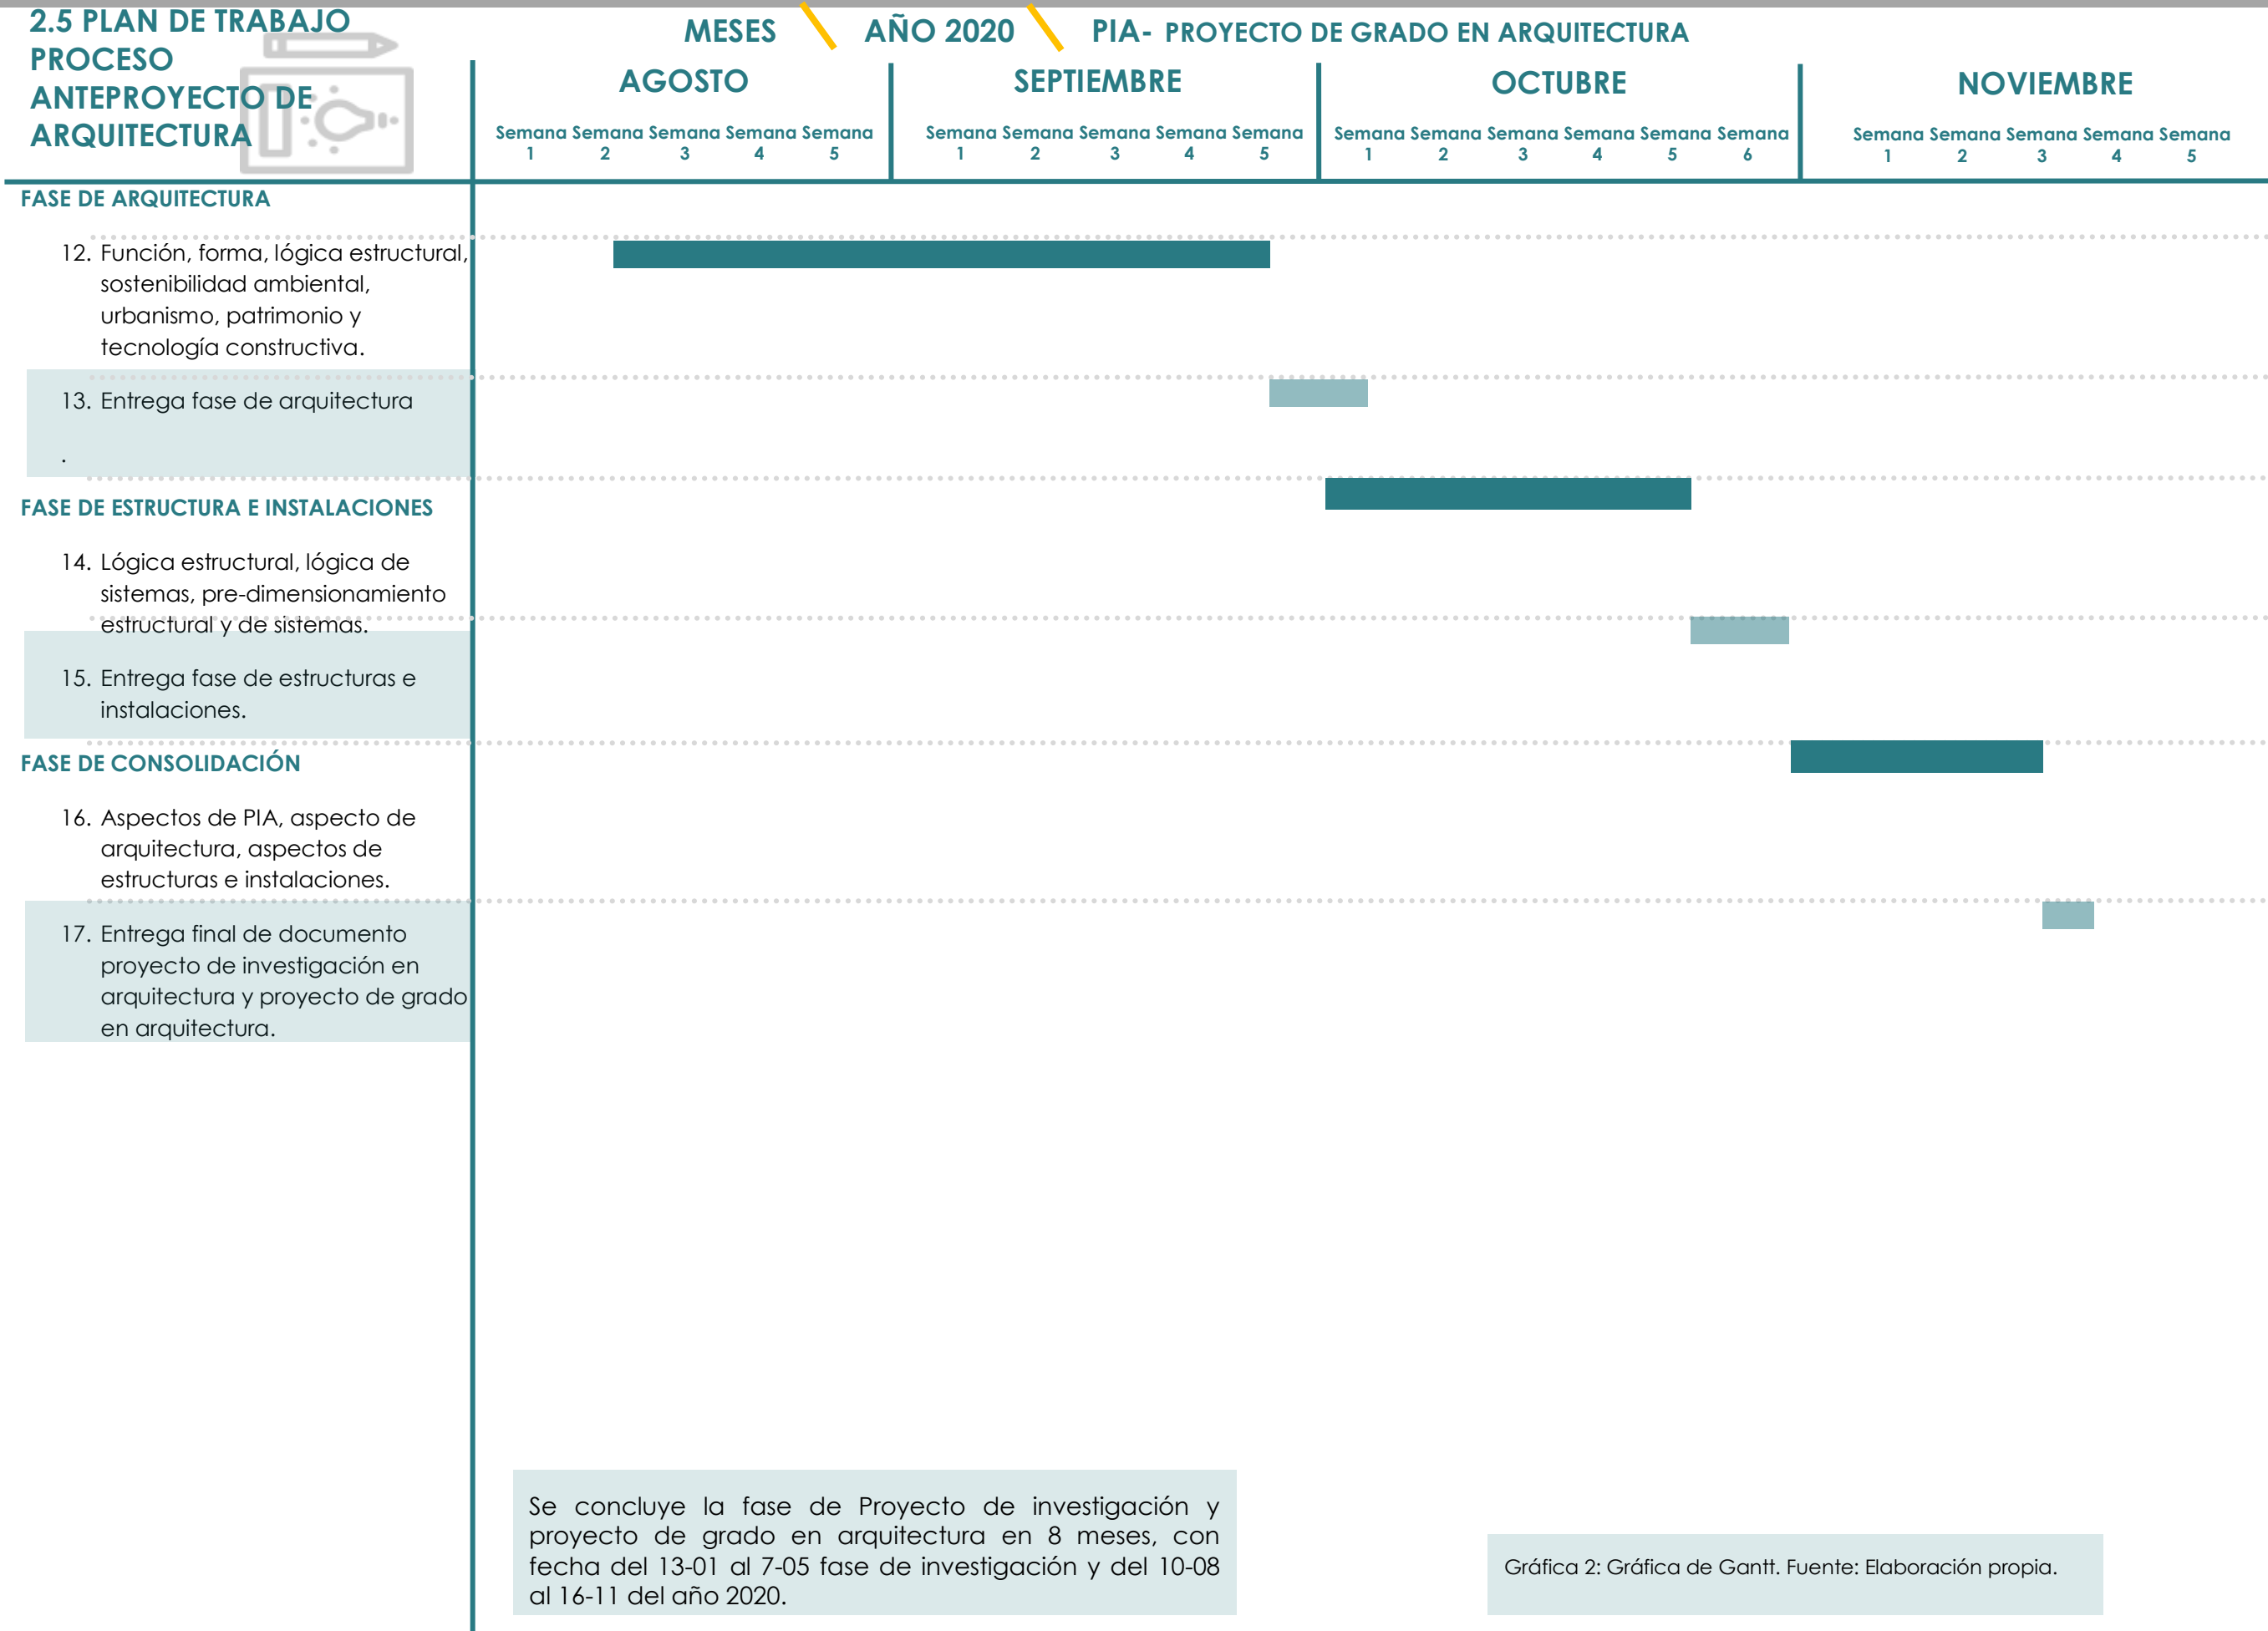 2.5 PLAN DE TRABAJO
PROCESO
ANTEPROYECTO DE
ARQUITECTURA
MESES AÑO 2020 PIA- PROYECTO DE GRADO EN ARQUITECTURA
AGOSTO SEPTIEMBRE OCTUBRE NOVIEMBRE
Semana Semana Semana Semana Semana Semana Semana Semana Semana Semana Semana Semana Semana Semana Semana Semana Semana Semana Semana Semana Semana
1 2 3 4 5 1 2 3 4 5 1 2 3 4 5 6 1 2 3 4 5
FASE DE ARQUITECTURA
12. Función, forma, lógica estructural,
sostenibilidad ambiental,
urbanismo, patrimonio y
tecnología constructiva.
13. Entrega fase de arquitectura
.
FASE DE ESTRUCTURA E INSTALACIONES
14. Lógica estructural, lógica de
sistemas, pre-dimensionamiento
estructural y de sistemas.
15. Entrega fase de estructuras e
instalaciones.
FASE DE CONSOLIDACIÓN
16. Aspectos de PIA, aspecto de
arquitectura, aspectos de
estructuras e instalaciones.
17. Entrega final de documento
proyecto de investigación en
arquitectura y proyecto de grado
en arquitectura.
Se concluye la fase de Proyecto de investigación y
proyecto de grado en arquitectura en 8 meses, con
fecha del 13-01 al 7-05 fase de investigación y del 10-08
al 16-11 del año 2020.
Gráfica 2: Gráfica de Gantt. Fuente: Elaboración propia.